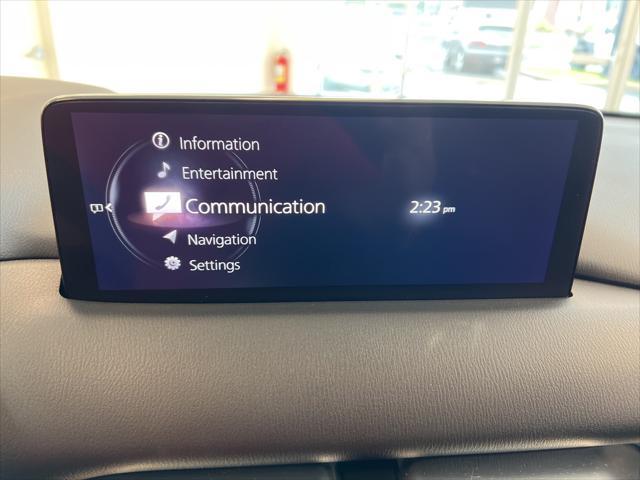 Information
Entertainment
Communication
2:23 pm
Navigation
Settings